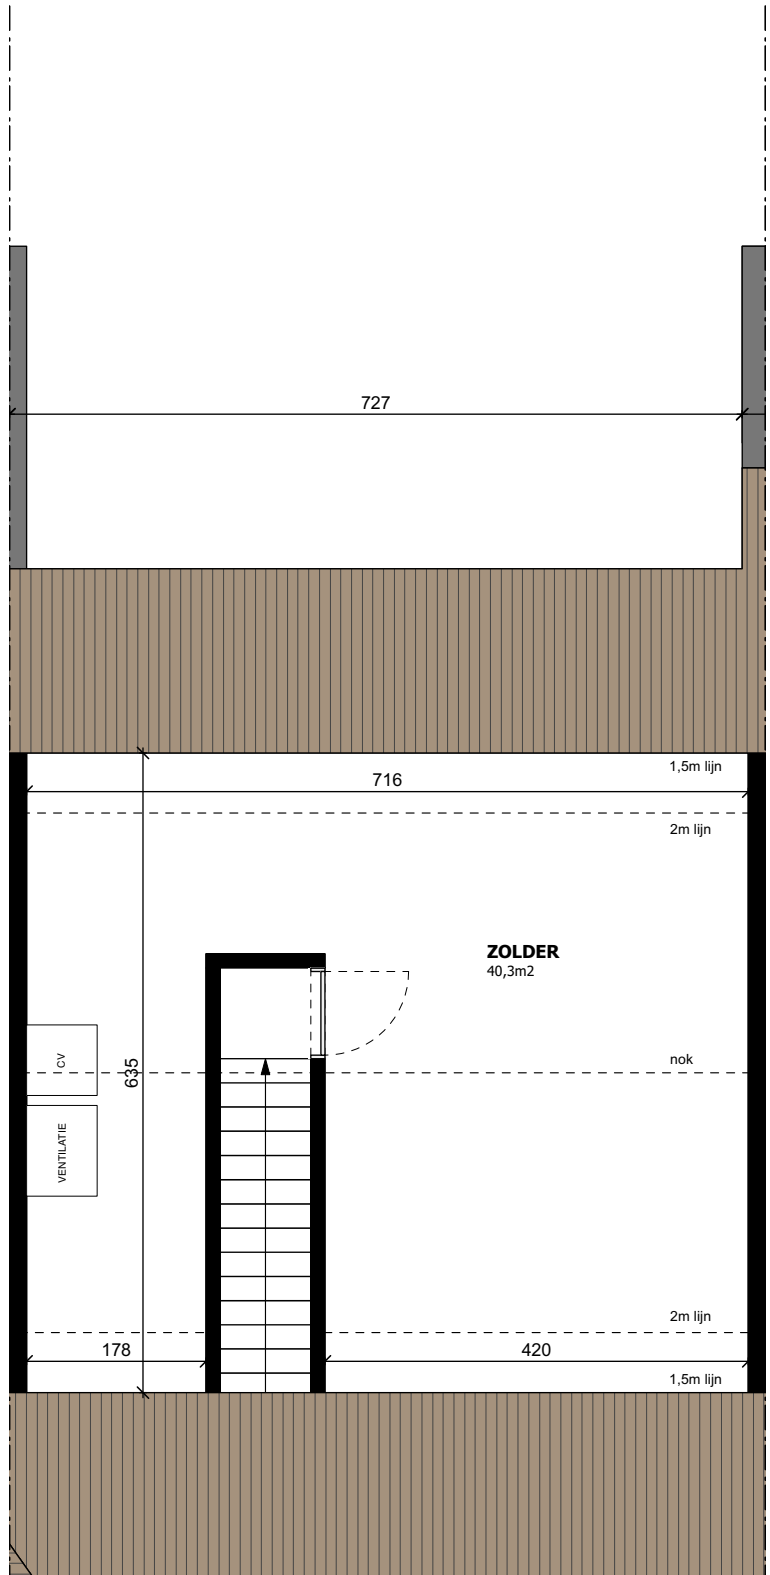 727
1,5m lijn
716
2m lijn
ZOLDER
40,3m2
CV
nok
635
VENTILATIE
2m lijn
178
420
1,5m lijn